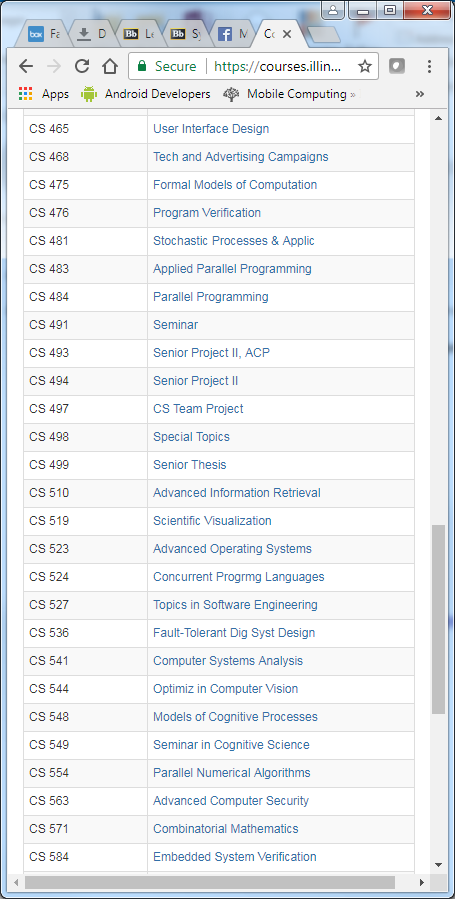 box Fa
D
Bb Le
Bb Sy
f M
Co
Secure https://courses.illin...
Apps Android Developers Mobile Computing » »
CS 465 User Interface Design
CS 468 Tech and Advertising Campaigns
CS 475 Formal Models of Computation
CS 476 Program Verification
CS 481 Stochastic Processes & Applic
CS 483 Applied Parallel Programming
CS 484 Parallel Programming
CS 491 Seminar
CS 493 Senior Project II, ACP
CS 494 Senior Project II
CS 497 CS Team Project
CS 498 Special Topics
CS 499 Senior Thesis
CS 510 Advanced Information Retrieval
CS 519 Scientific Visualization
CS 523 Advanced Operating Systems
CS 524 Concurrent Progrmg Languages
CS 527 Topics in Software Engineering
CS 536 Fault-Tolerant Dig Syst Design
CS 541 Computer Systems Analysis
CS 544 Optimiz in Computer Vision
CS 548 Models of Cognitive Processes
CS 549 Seminar in Cognitive Science
CS 554 Parallel Numerical Algorithms
CS 563 Advanced Computer Security
CS 571 Combinatorial Mathematics
CS 584 Embedded System Verification